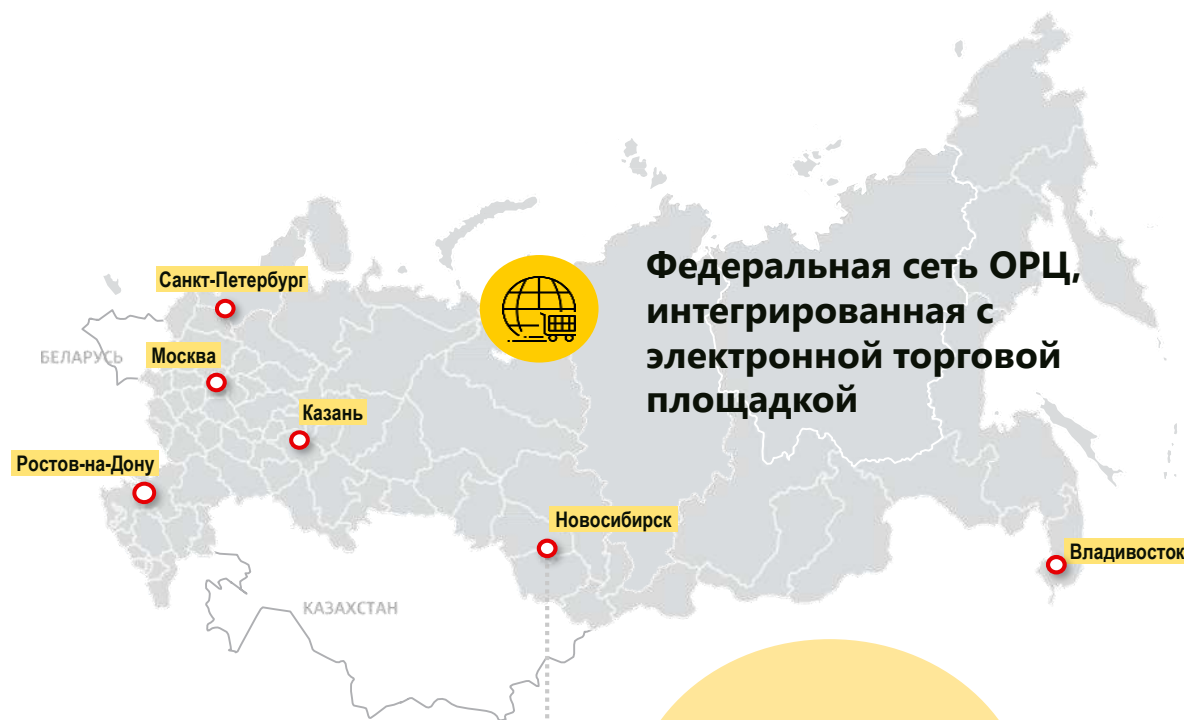 Федеральная сеть ОРЦ,
интегрированная с
электронной торговой
площадкой
Санкт-Петербург
БЕЛАРУСЬ
Москва
Казань
Ростов-на-Дону
Новосибирск
Владивосток
КАЗАХСТАН